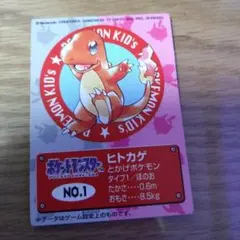 POKEMON KID's POKEMON KID's
ポケットモンスター
NO.1
ヒトカゲ
とかげポケモン
タイプ1／ほのお
たかさ……0.6m
おもさ……8.5kg
※データはゲーム設定上のものです。